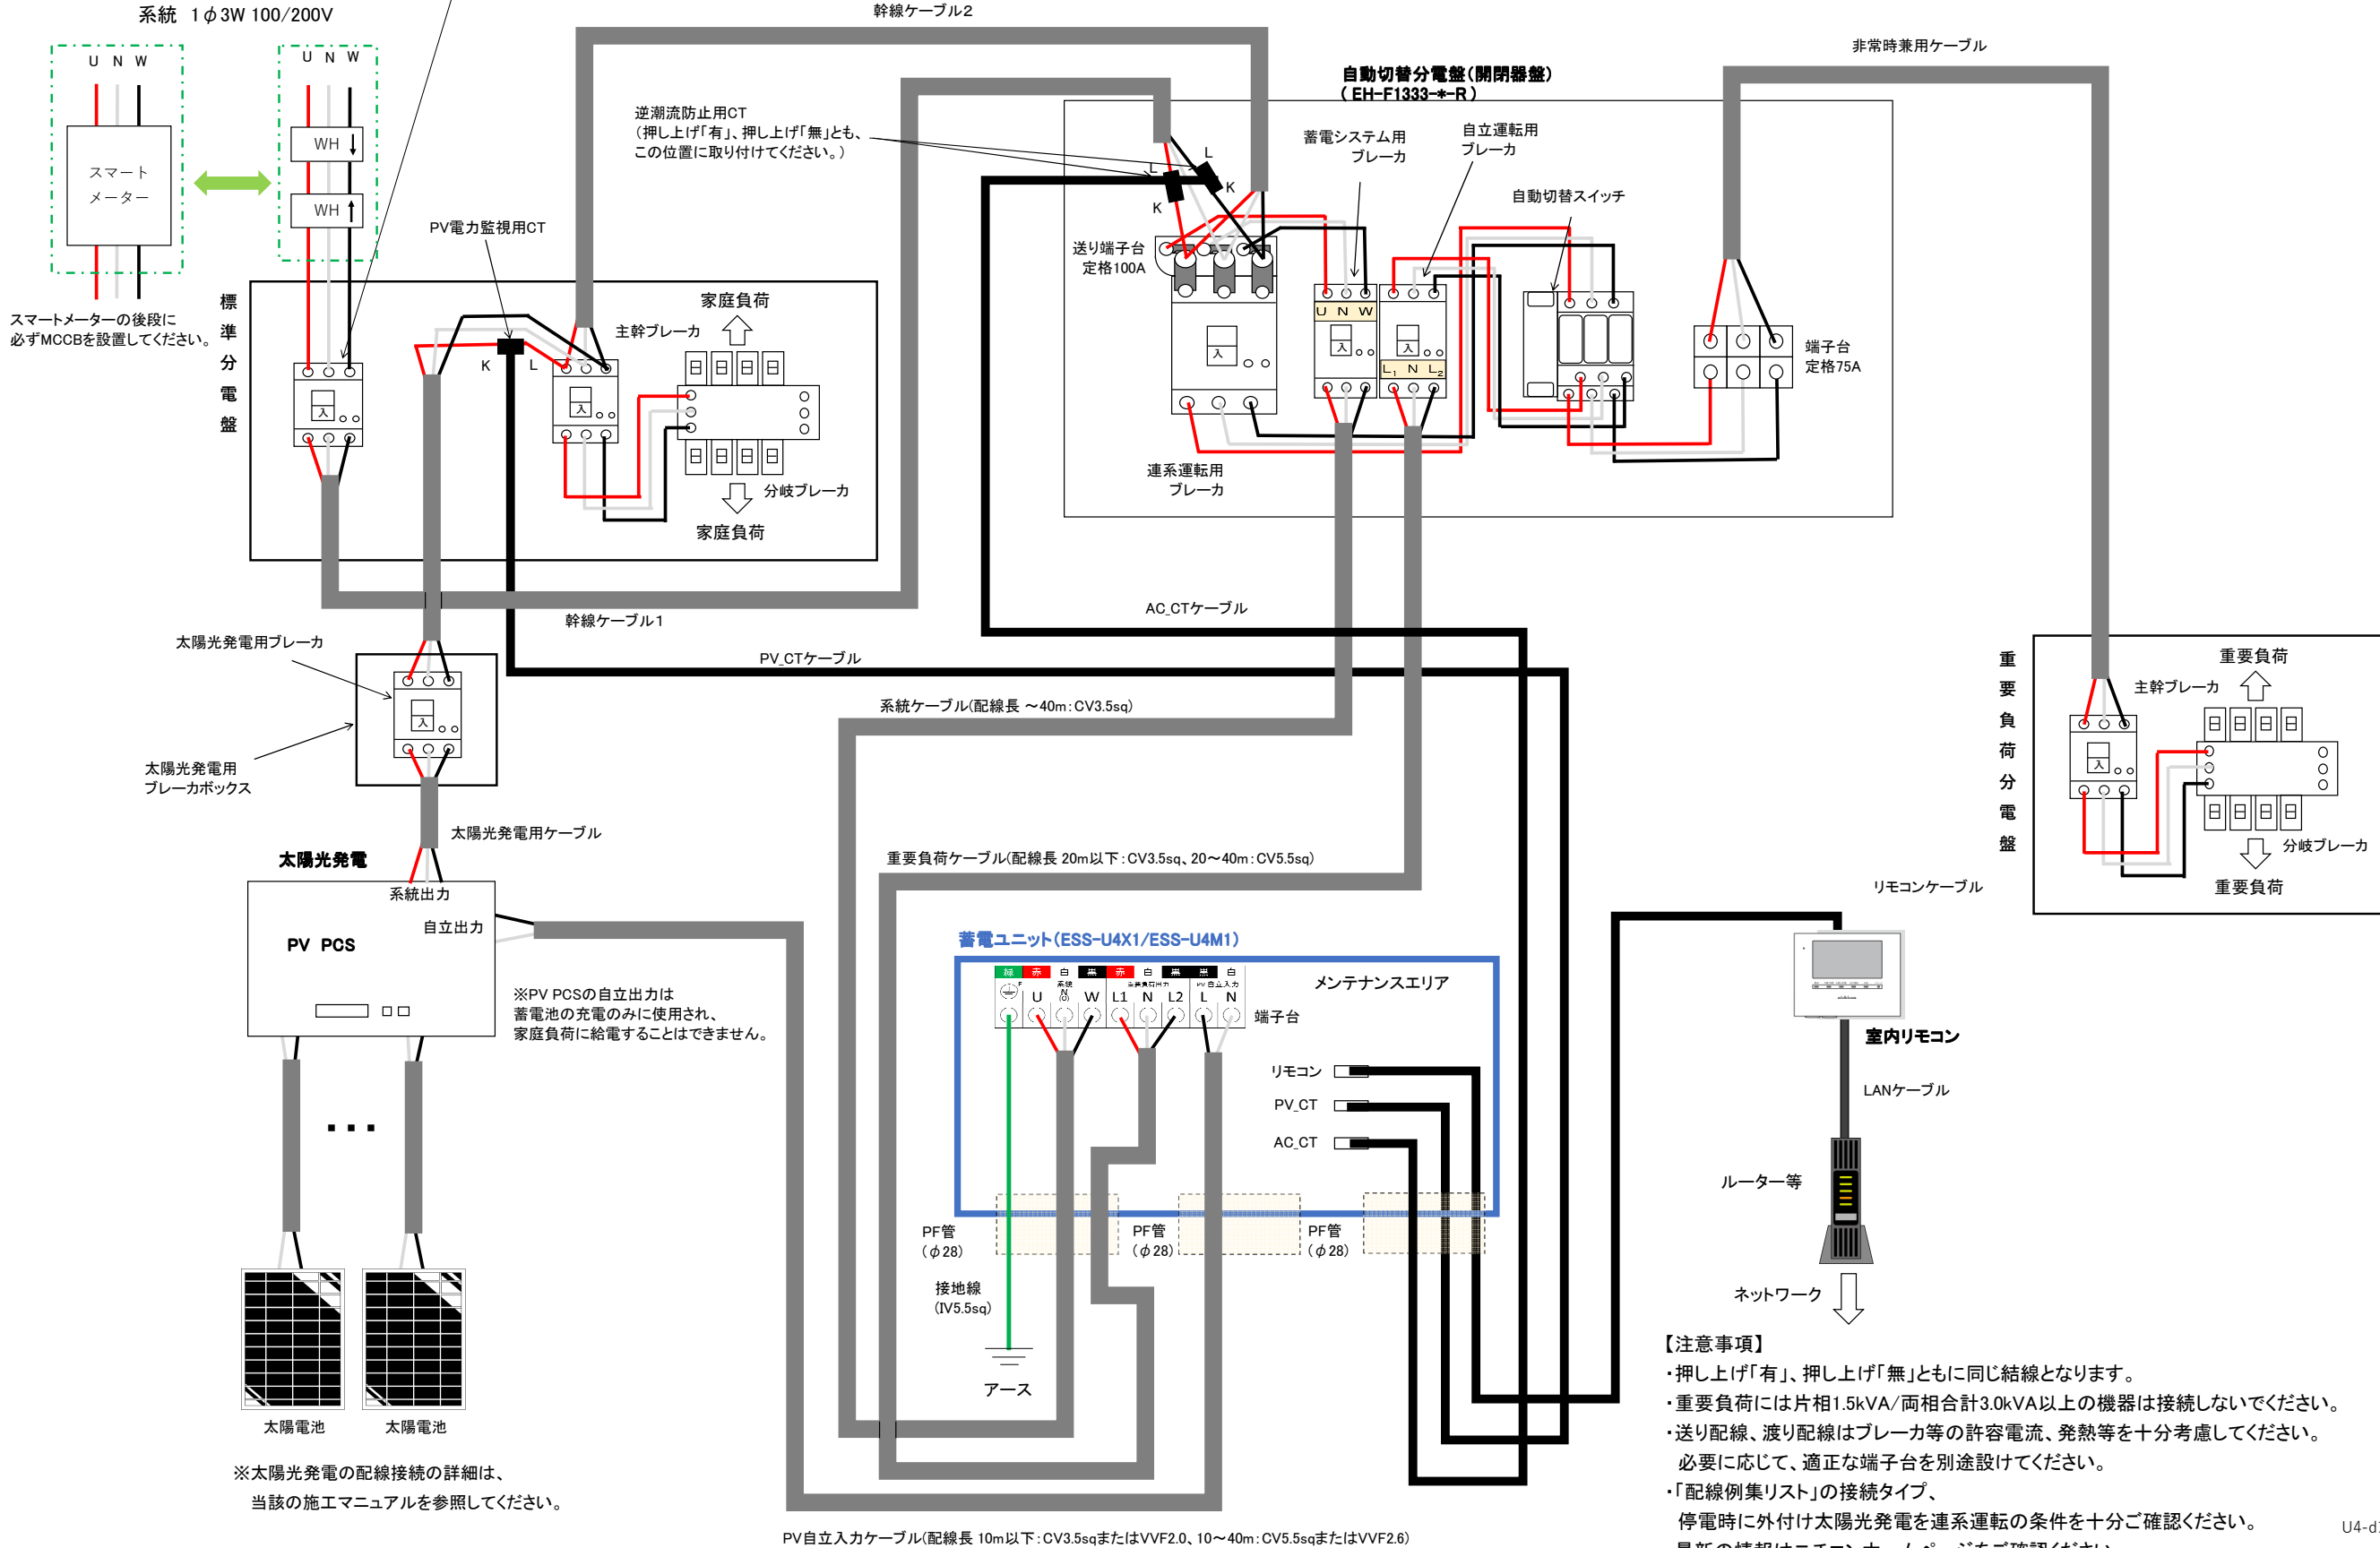 系統 1φ3W 100/200V
U N W
U N W
スマート
メーター
WH
WH
スマートメーターの後段に
必ずMCCBを設置してください。
標準分電盤
入
PV電力監視用CT
K
L
主幹ブレーカ
入
家庭負荷
分岐ブレーカ
家庭負荷
幹線ケーブル2
逆潮流防止用CT
(押し上げ「有」、押し上げ「無」とも、
この位置に取り付けてください。)
自動切替分電盤(開閉器盤)
( EH-F1333-*-R )
L
K
L
K
送り端子台
定格100A
入
連系運転用
ブレーカ
蓄電システム用
ブレーカ
U N W
入
自立運転用
ブレーカ
入
L1 N L2
自動切替スイッチ
端子台
定格75A
非常時兼用ケーブル
幹線ケーブル1
AC_CTケーブル
PV_CTケーブル
太陽光発電用ブレーカ
入
太陽光発電用
ブレーカボックス
太陽光発電用ケーブル
系統ケーブル(配線長 ～40m:CV3.5sq)
重要負荷ケーブル(配線長 20m以下:CV3.5sq、20～40m:CV5.5sq)
重要負荷分電盤
重要負荷
主幹ブレーカ
入
分岐ブレーカ
重要負荷
太陽光発電
系統出力
自立出力
PV PCS
※PV PCSの自立出力は
蓄電池の充電のみに使用され、
家庭負荷に給電することはできません。
太陽電池
太陽電池
※太陽光発電の配線接続の詳細は、
当該の施工マニュアルを参照してください。
蓄電ユニット(ESS-U4X1/ESS-U4M1)
緑 赤 白 黒 赤 白 黒 黒 白
系統 重要負荷出力 PV自立入力
E U N(O) W L1 N L2 L N
端子台
メンテナンスエリア
リモコン
PV_CT
AC_CT
PF管
(φ28)
PF管
(φ28)
PF管
(φ28)
接地線
(IV5.5sq)
アース
PV自立入力ケーブル(配線長 10m以下:CV3.5sqまたはVVF2.0、10～40m:CV5.5sqまたはVVF2.6)
リモコンケーブル
室内リモコン
LANケーブル
ルーター等
ネットワーク
【注意事項】
・押し上げ「有」、押し上げ「無」ともに同じ結線となります。
・重要負荷には片相1.5kVA/両相合計3.0kVA以上の機器は接続しないでください。
・送り配線、渡り配線はブレーカ等の許容電流、発熱等を十分考慮してください。
必要に応じて、適正な端子台を別途設けてください。
・「配線例集リスト」の接続タイプ、
停電時に外付け太陽光発電を連系運転の条件を十分ご確認ください。